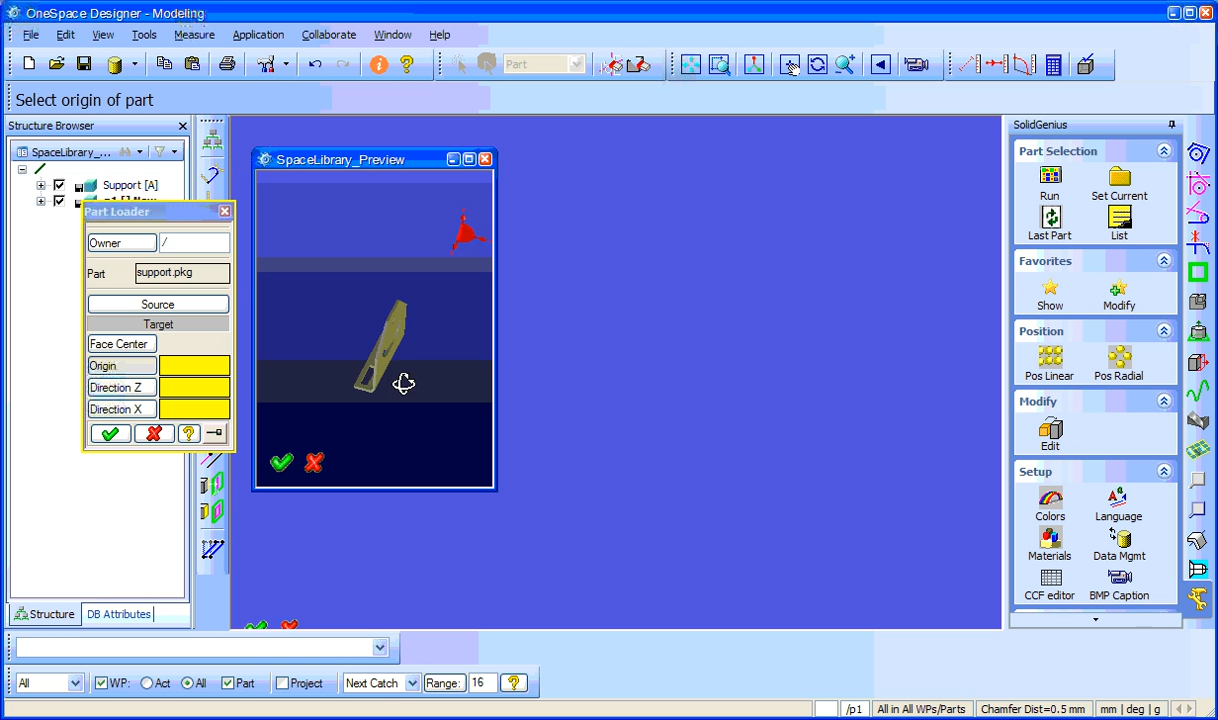 OneSpace Designer - Modeling
File Edit View Tools Measure Application Collaborate Window Help
Part
Select origin of part
Structure Browser
SpaceLibrary_...
Support [A]
Part Loader
Owner /
Part support.pkg
Source
Target
Face Center
Origin
Direction Z
Direction X
Structure DB Attributes
SpaceLibrary_Preview
SolidGenius
Part Selection
Run Set Current
Last Part List
Favorites
Show Modify
Position
Pos Linear Pos Radial
Modify
Edit
Setup
Colors Language
Materials Data Mgmt
CCF editor BMP Caption
All WP: Act All Part Project Next Catch Range: 16
/p1 All in All WPs/Parts Chamfer Dist=0.5 mm mm | deg | g